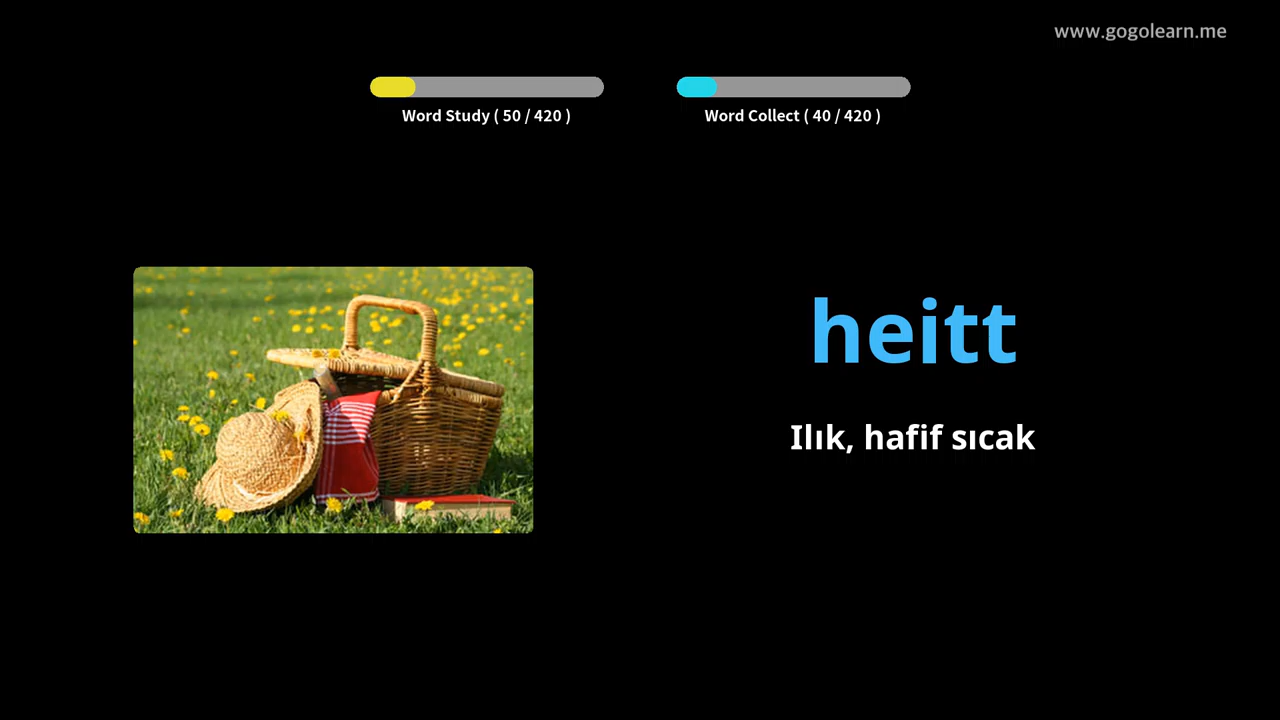 www.gogolearn.me
Word Study ( 50 / 420 )
Word Collect ( 40 / 420 )
heitt
Ilık, hafif sıcak